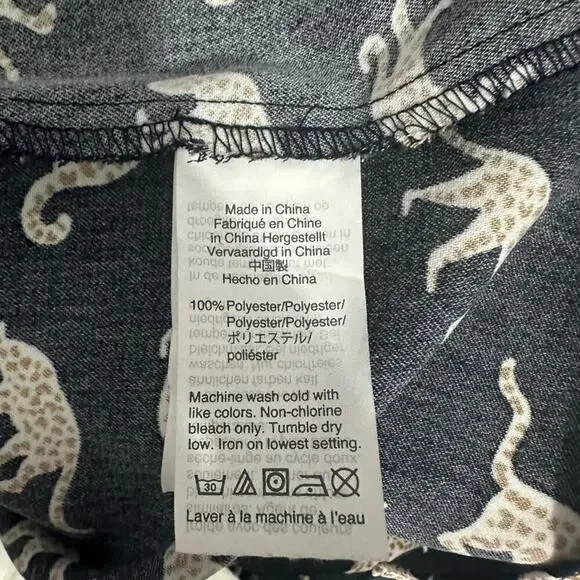 Made in China
Fabriqué en Chine
in China Hergestellt
Vervaardigd in China
中国製
Hecho en China
100% Polyester/Polyester/
Polyester/Polyester/
ポリエステル/
poliéster
Machine wash cold with
like colors. Non-chlorine
bleach only. Tumble dry
low. Iron on lowest setting.
30
Laver à la machine à l'eau